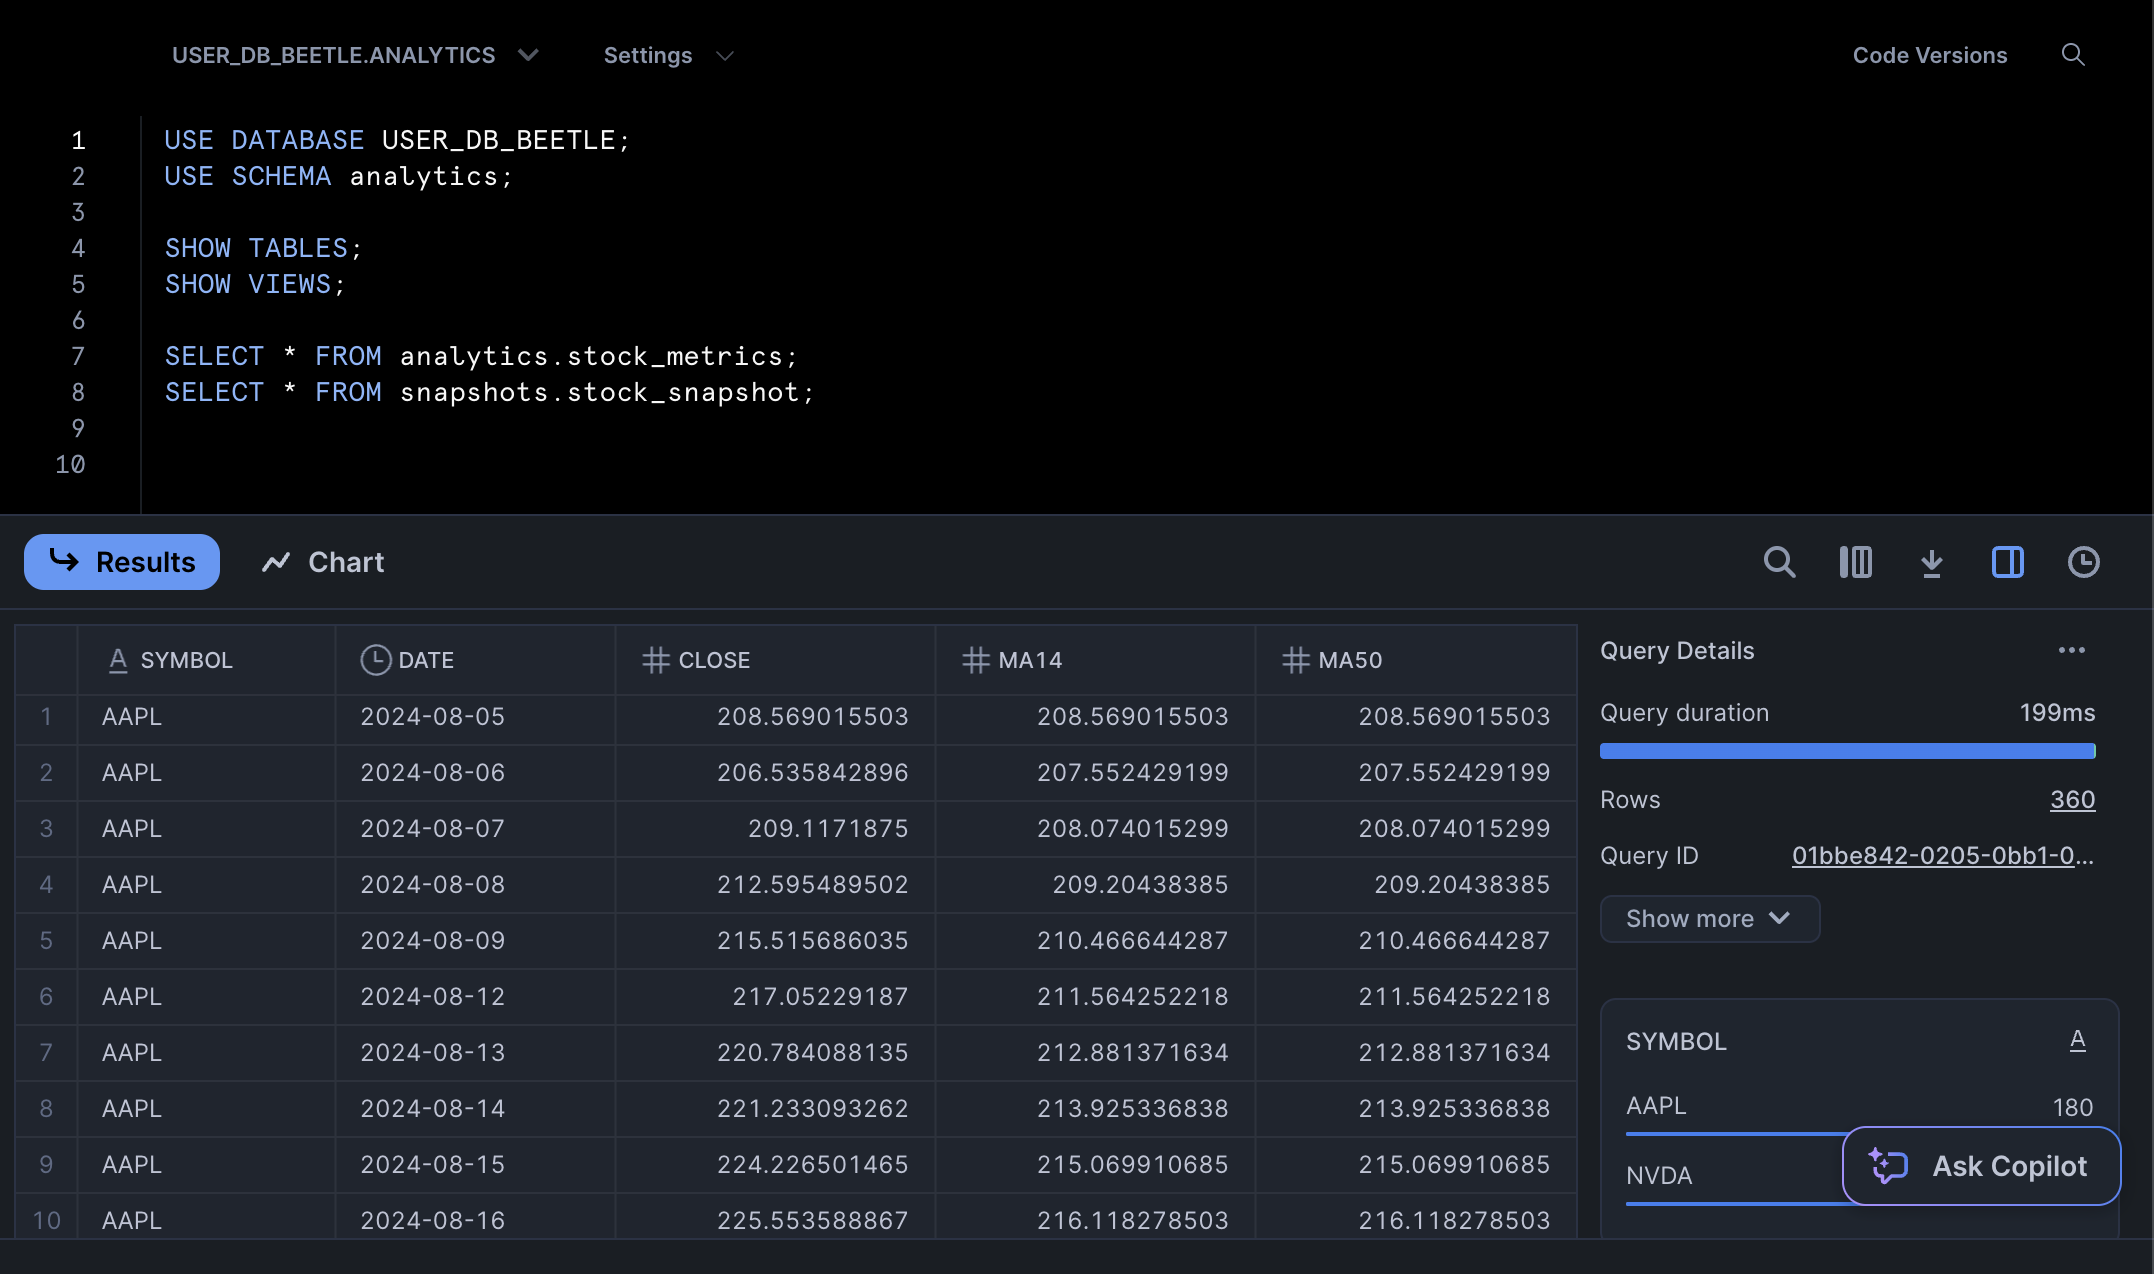 USER_DB_BEETLE.ANALYTICS Settings Code Versions
1 USE DATABASE USER_DB_BEETLE;
2 USE SCHEMA analytics;
3
4 SHOW TABLES;
5 SHOW VIEWS;
6
7 SELECT * FROM analytics.stock_metrics;
8 SELECT * FROM snapshots.stock_snapshot;
9
10
Results Chart
SYMBOL DATE CLOSE MA14 MA50
1 AAPL 2024-08-05 208.569015503 208.569015503 208.569015503
2 AAPL 2024-08-06 206.535842896 207.552429199 207.552429199
3 AAPL 2024-08-07 209.1171875 208.074015299 208.074015299
4 AAPL 2024-08-08 212.595489502 209.20438385 209.20438385
5 AAPL 2024-08-09 215.515686035 210.466644287 210.466644287
6 AAPL 2024-08-12 217.05229187 211.564252218 211.564252218
7 AAPL 2024-08-13 220.784088135 212.881371634 212.881371634
8 AAPL 2024-08-14 221.233093262 213.925336838 213.925336838
9 AAPL 2024-08-15 224.226501465 215.069910685 215.069910685
10 AAPL 2024-08-16 225.553588867 216.118278503 216.118278503
Query Details
Query duration 199ms
Rows 360
Query ID 01bbe842-0205-0bb1-0...
Show more
SYMBOL A
AAPL 180
NVDA
Ask Copilot